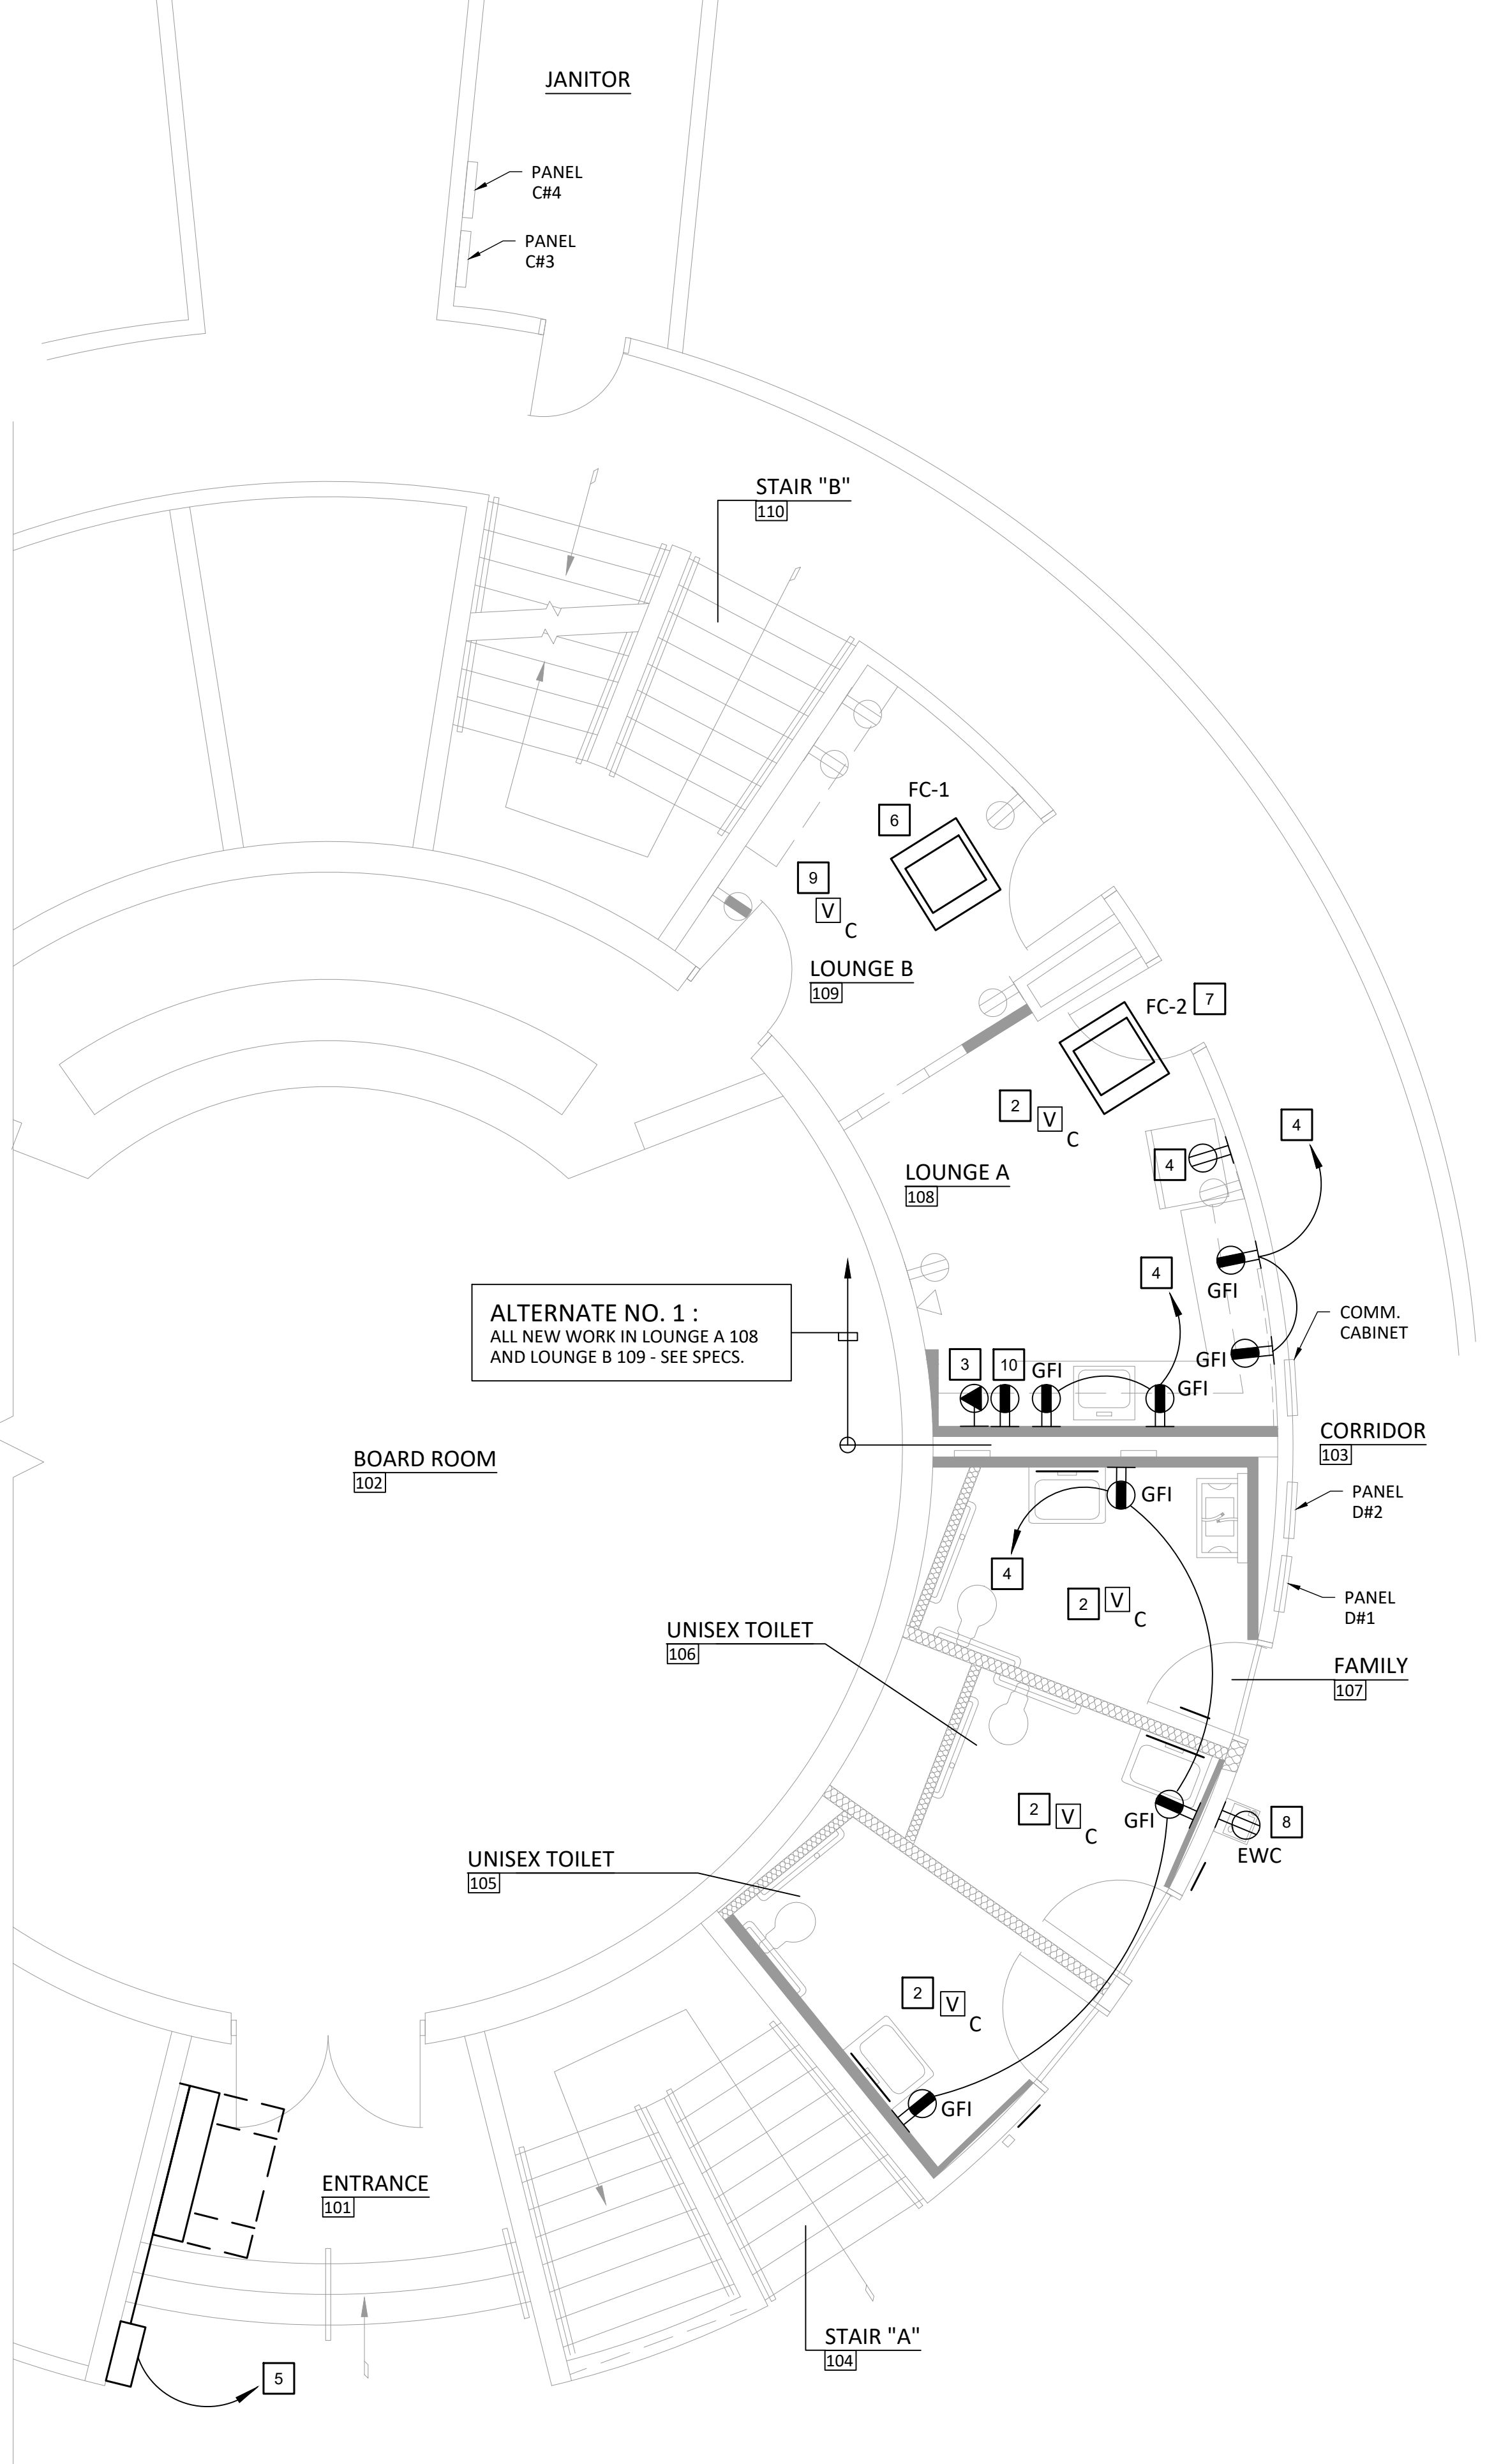 JANITOR
PANEL
C#4
PANEL
C#3
STAIR "B"
110
FC-1
6
9
V
C
LOUNGE B
109
FC-2
7
2
V
C
4
4
LOUNGE A
108
4
GFI
ALTERNATE NO. 1 :
ALL NEW WORK IN LOUNGE A 108
AND LOUNGE B 109 - SEE SPECS.
COMM.
CABINET
GFI
3
10
GFI
GFI
CORRIDOR
103
BOARD ROOM
102
GFI
PANEL
D#2
4
2
V
C
PANEL
D#1
UNISEX TOILET
106
FAMILY
107
2
V
C
GFI
8
EWC
UNISEX TOILET
105
2
V
C
GFI
ENTRANCE
101
STAIR "A"
104
5